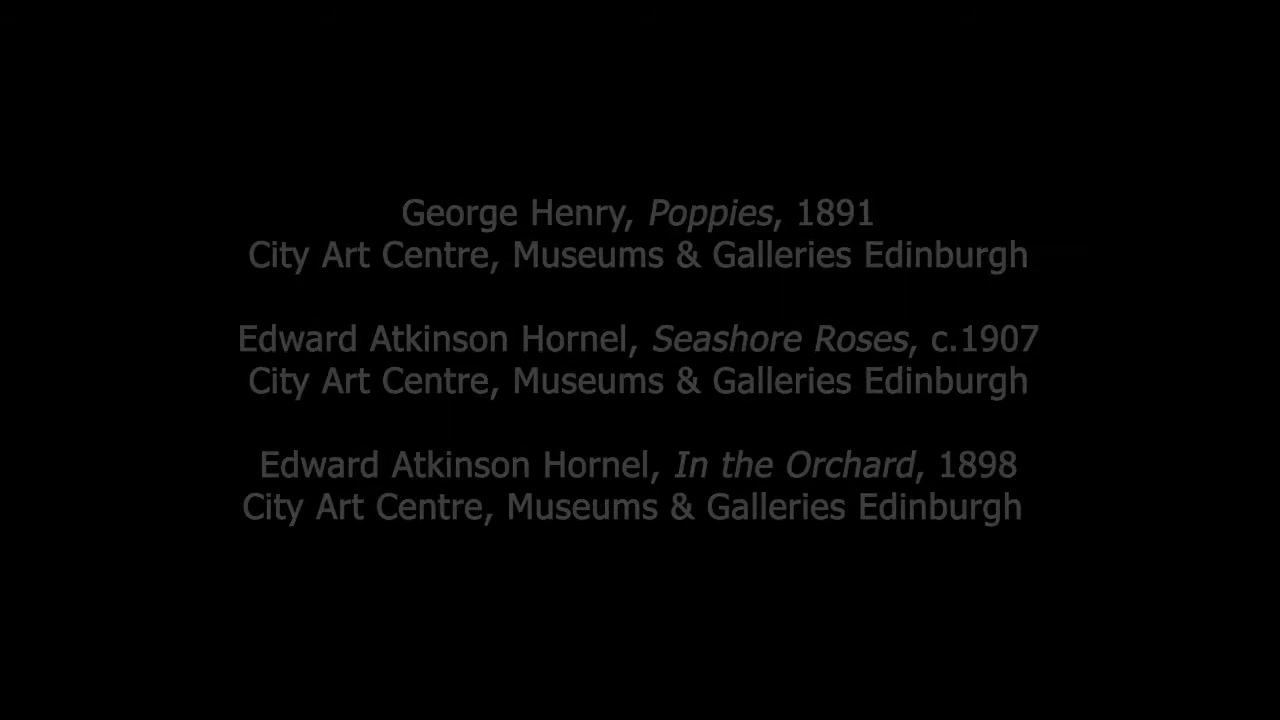 George Henry, Poppies, 1891
City Art Centre, Museums & Galleries Edinburgh
Edward Atkinson Hornel, Seashore Roses, c.1907
City Art Centre, Museums & Galleries Edinburgh
Edward Atkinson Hornel, In the Orchard, 1898
City Art Centre, Museums & Galleries Edinburgh